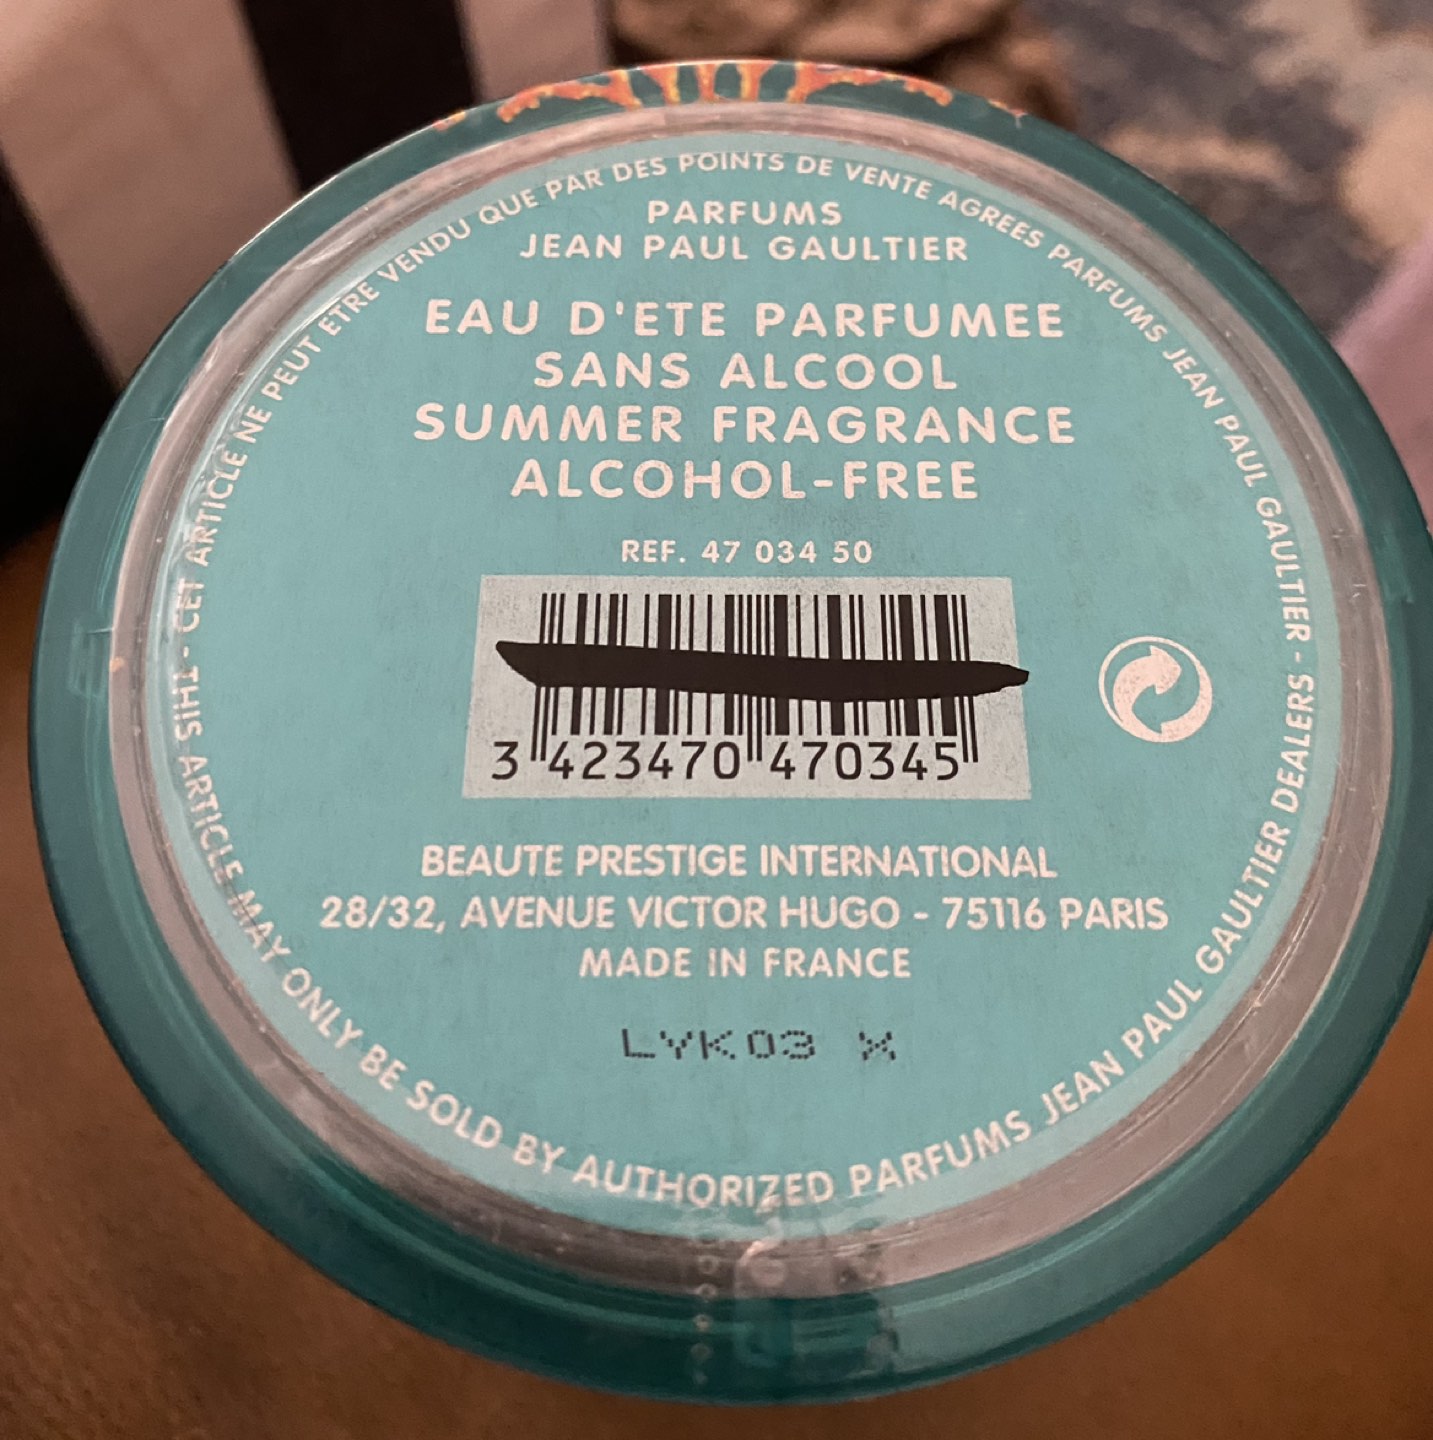 CET ARTICLE NE PEUT ETRE VENDU QUE PAR DES POINTS DE VENTE AGREES PARFUMS JEAN PAUL GAULTIER -
PARFUMS
JEAN PAUL GAULTIER
EAU D'ETE PARFUMEE
SANS ALCOOL
SUMMER FRAGRANCE
ALCOHOL-FREE
REF. 47 034 50
3 423470 470345
BEAUTE PRESTIGE INTERNATIONAL
28/32, AVENUE VICTOR HUGO - 75116 PARIS
MADE IN FRANCE
LYK03 X
THIS ARTICLE MAY ONLY BE SOLD BY AUTHORIZED PARFUMS JEAN PAUL GAULTIER DEALERS -